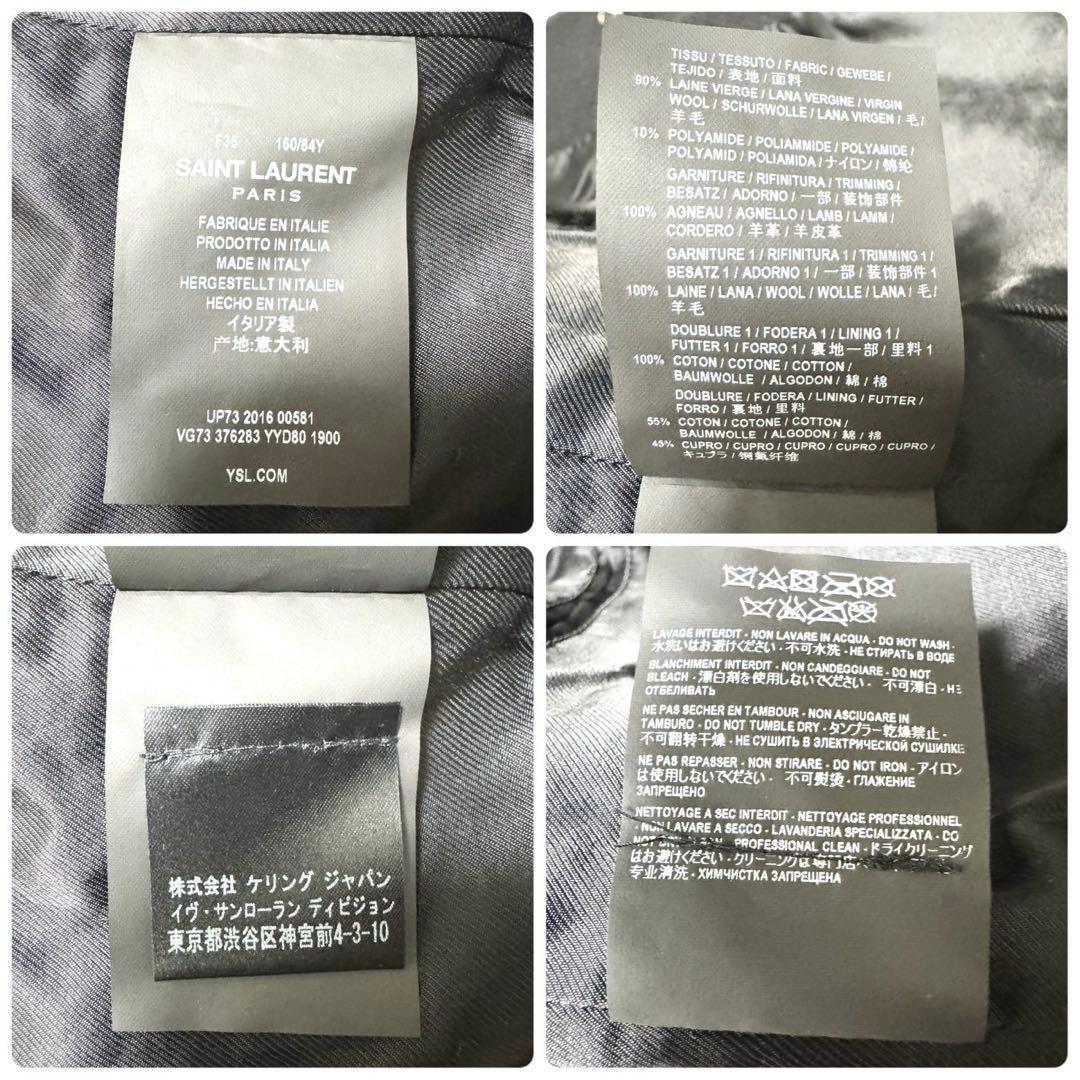 F36 160/84Y
SAINT LAURENT
PARIS
FABRIQUE EN ITALIE
PRODOTTO IN ITALIA
MADE IN ITALY
HERGESTELLT IN ITALIEN
HECHO EN ITALIA
イタリア製
产地:意大利
UP73 2016 00581
VG73 376283 YYD80 1900
YSL.COM
TISSU / TESSUTO / FABRIC / GEWEBE /
TEJIDO / 表地 / 面料
90% LAINE VIERGE / LANA VERGINE / VIRGIN
WOOL / SCHURWOLLE / LANA VIRGEN / 毛 /
羊毛
10% POLYAMIDE / POLIAMMIDE / POLYAMIDE /
POLYAMID / POLIAMIDA / ナイロン / 锦纶
GARNITURE / RIFINITURA / TRIMMING /
BESATZ / ADORNO / 一部 / 装饰部件
100% AGNEAU / AGNELLO / LAMB / LAMM /
CORDERO / 羊革 / 羊皮革
GARNITURE 1 / RIFINITURA 1 / TRIMMING 1 /
BESATZ 1 / ADORNO 1 / 一部 / 装饰部件 1
100% LAINE / LANA / WOOL / WOLLE / LANA / 毛 /
羊毛
DOUBLURE 1 / FODERA 1 / LINING 1 /
FUTTER 1 / FORRO 1 / 裏地一部 / 里料 1
100% COTON / COTONE / COTTON /
BAUMWOLLE / ALGODON / 綿 / 棉
DOUBLURE / FODERA / LINING / FUTTER /
FORRO / 裏地 / 里料
55% COTON / COTONE / COTTON /
BAUMWOLLE / ALGODON / 綿 / 棉
45% CUPRO / CUPRO / CUPRO / CUPRO / CUPRO /
キュプラ / 铜氨纤维
株式会社 ケリング ジャパン
イヴ・サンローラン ディビジョン
東京都渋谷区神宮前4-3-10
LAVAGE INTERDIT - NON LAVARE IN ACQUA - DO NOT WASH -
水洗いはお避けください - 不可水洗 - НЕ СТИРАТЬ В ВОДЕ
BLANCHIMENT INTERDIT - NON CANDEGGIARE - DO NOT
BLEACH - 漂白剤を使用しないでください - 不可漂白 - НЕ
ОТБЕЛИВАТЬ
NE PAS SECHER EN TAMBOUR - NON ASCIUGARE IN
TAMBURO - DO NOT TUMBLE DRY - タンブラー乾燥禁止 -
不可翻转干燥 - НЕ СУШИТЬ В ЭЛЕКТРИЧЕСКОЙ СУШИЛКЕ
NE PAS REPASSER - NON STIRARE - DO NOT IRON - アイロン
は使用しないでください - 不可熨烫 - ГЛАЖЕНИЕ
ЗАПРЕЩЕНО
NETTOYAGE A SEC INTERDIT - NETTOYAGE PROFESSIONNEL
- NON LAVARE A SECCO - LAVANDERIA SPECIALIZZATA - DO
NOT CLEAN - PROFESSIONAL CLEAN - ドライクリーニング
はお避けください - クリーニングは専門店
专业清洗 - ХИМЧИСТКА ЗАПРЕЩЕНА